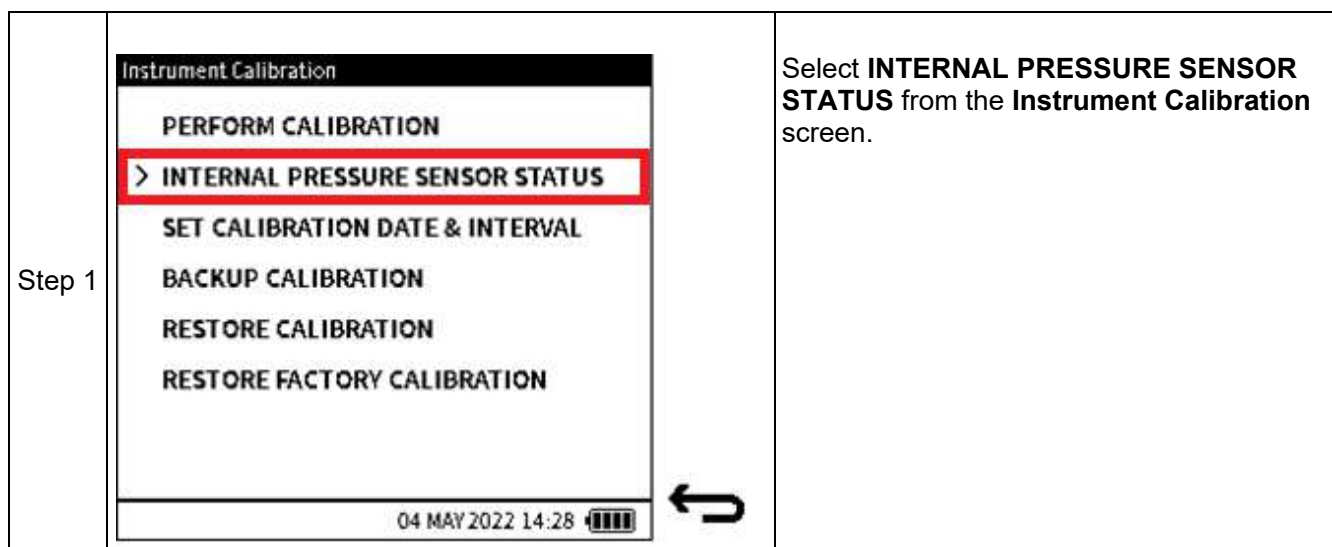 Step 1
Instrument Calibration
PERFORM CALIBRATION
> INTERNAL PRESSURE SENSOR STATUS
SET CALIBRATION DATE & INTERVAL
BACKUP CALIBRATION
RESTORE CALIBRATION
RESTORE FACTORY CALIBRATION
04 MAY 2022 14:28
Select INTERNAL PRESSURE SENSOR
STATUS from the Instrument Calibration
screen.